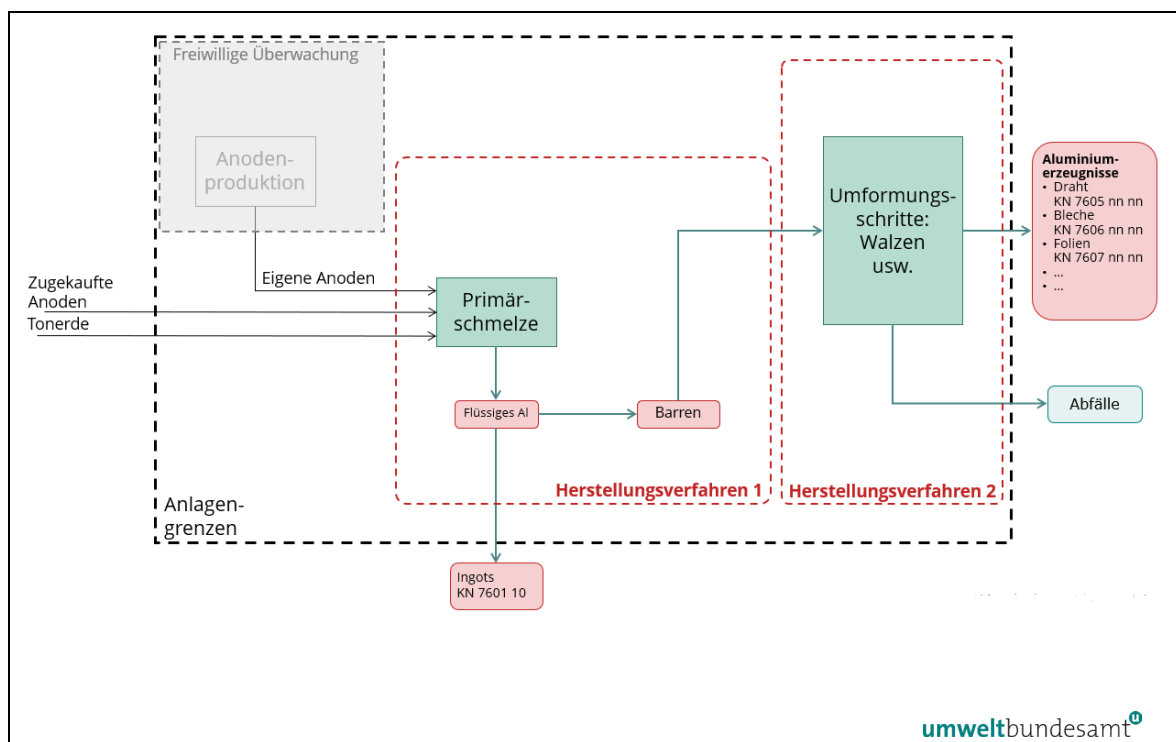 Freiwillige Überwachung
Anoden-
produktion
Eigene Anoden
Zugekaufte
Anoden
Tonerde
Primär-
schmelze
Flüssiges Al
Barren
Herstellungsverfahren 1
Umformungs-
schritte:
Walzen
usw.
Herstellungsverfahren 2
Aluminium-
erzeugnisse
• Draht
KN 7605 nn nn
• Bleche
KN 7606 nn nn
• Folien
KN 7607 nn nn
• ...
• ...
Abfälle
Anlagen-
grenzen
Ingots
KN 7601 10
umweltbundesamt
u